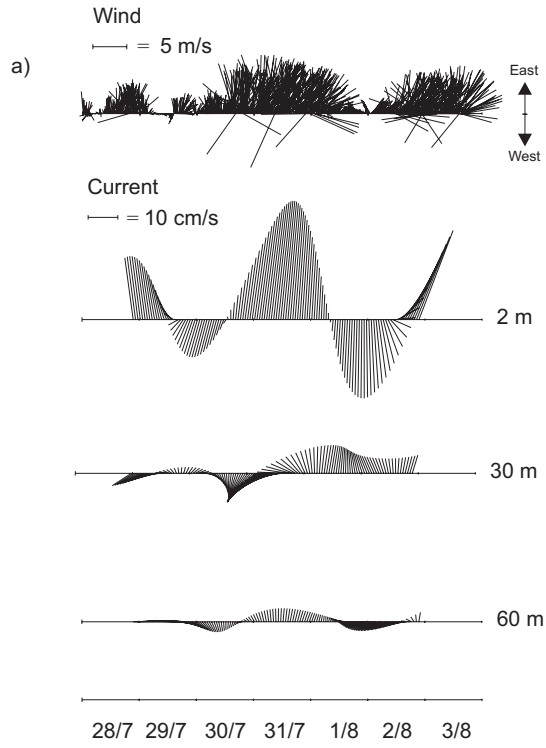 Wind
= 5 m/s
a)
East
West
Current
= 10 cm/s
2 m
30 m
60 m
28/7 29/7 30/7 31/7 1/8 2/8 3/8